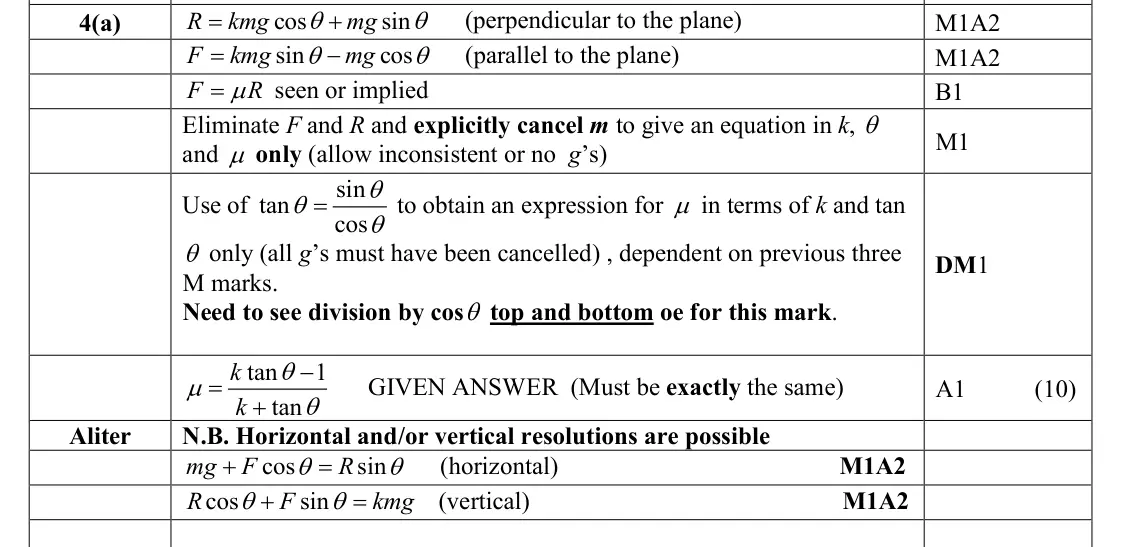 4(a) R = kmg cos θ + mg sin θ (perpendicular to the plane) M1A2
F = kmg sin θ − mg cos θ (parallel to the plane) M1A2
F = μR seen or implied B1
Eliminate F and R and explicitly cancel m to give an equation in k, θ
and μ only (allow inconsistent or no g's) M1
Use of tan θ = sin θ / cos θ to obtain an expression for μ in terms of k and tan
θ only (all g's must have been cancelled) , dependent on previous three
M marks. DM1
Need to see division by cos θ top and bottom oe for this mark.
μ = (k tan θ − 1) / (k + tan θ) GIVEN ANSWER (Must be exactly the same) A1 (10)
Aliter N.B. Horizontal and/or vertical resolutions are possible
mg + F cos θ = R sin θ (horizontal) M1A2
R cos θ + F sin θ = kmg (vertical) M1A2